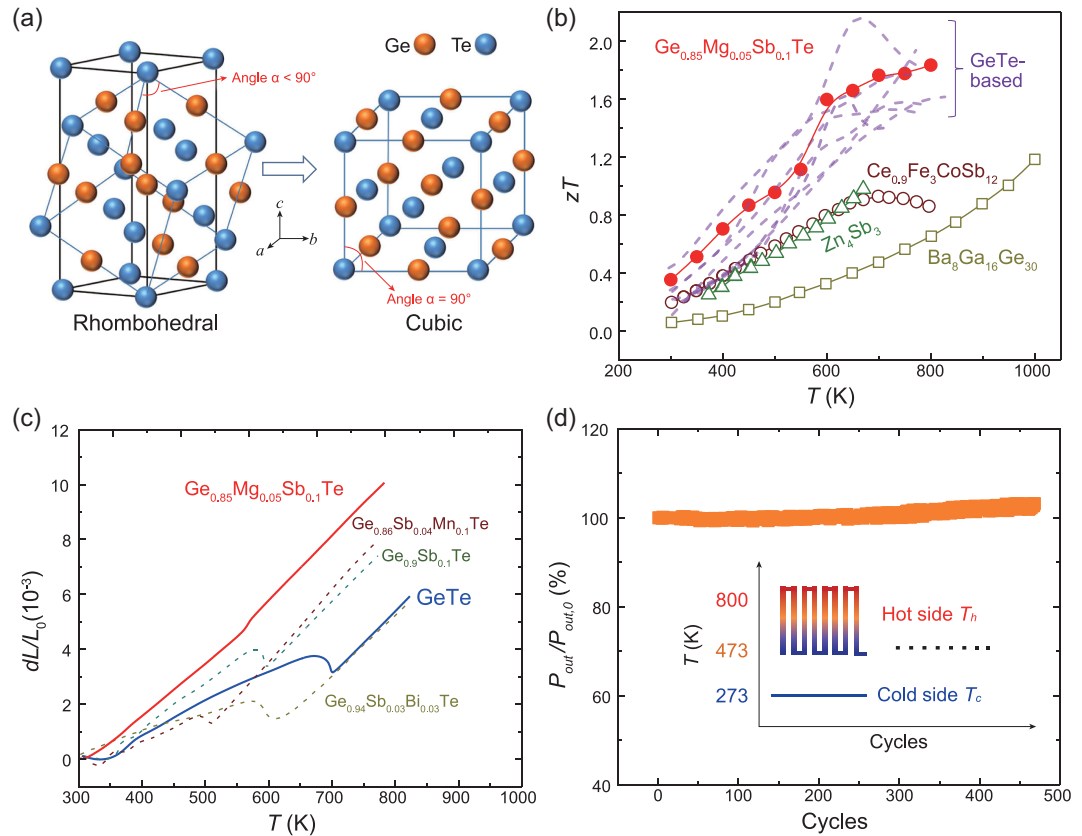 (a)
Ge
Te
Angle α < 90°
c
a
b
Angle α = 90°
Rhombohedral
Cubic
(b)
2.0
1.6
1.2
0.8
0.4
0.0
zT
Ge0.85Mg0.05Sb0.1Te
GeTe-
based
Ce0.9Fe3CoSb12
Zn4Sb3
Ba8Ga16Ge30
200
400
600
800
1000
T (K)
(c)
12
10
8
6
4
2
0
dL/L0(10-3)
Ge0.85Mg0.05Sb0.1Te
Ge0.86Sb0.04Mn0.1Te
Ge0.9Sb0.1Te
GeTe
Ge0.94Sb0.03Bi0.03Te
300
400
500
600
700
800
900
1000
T (K)
(d)
120
100
80
60
40
Pout/Pout,0 (%)
800
473
273
T (K)
Hot side Th
Cold side Tc
Cycles
0
100
200
300
400
500
Cycles